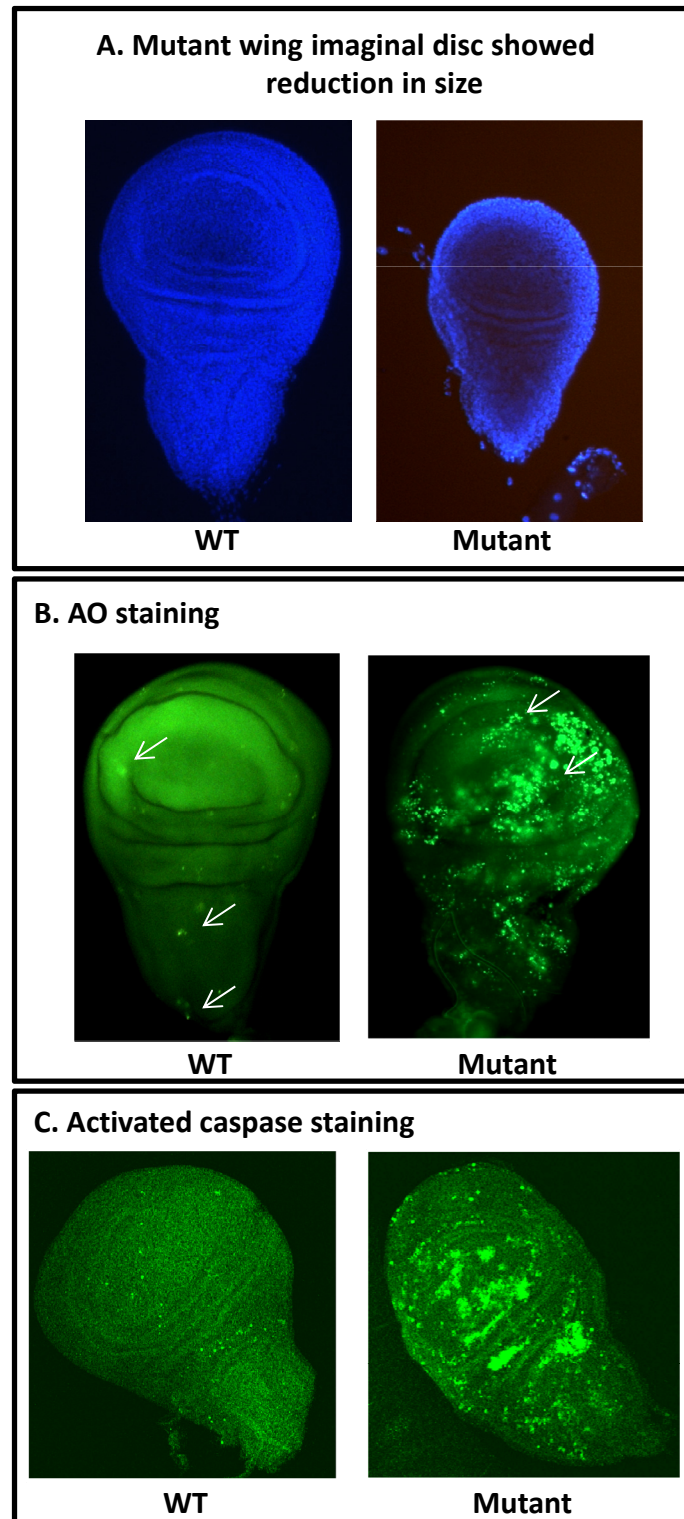 A. Mutant wing imaginal disc showed
reduction in size
WT
Mutant
B. AO staining
WT
Mutant
C. Activated caspase staining
WT
Mutant